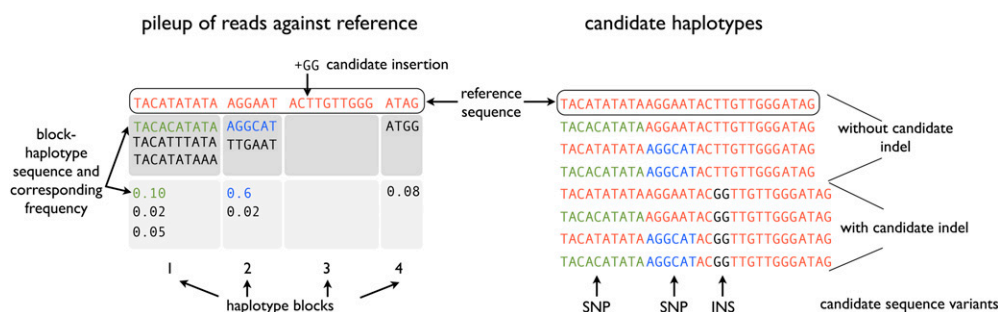 pileup of reads against reference
candidate haplotypes
+GG candidate insertion
TACATATATA AGGAAT ACTTGTTGGG ATAG
reference
sequence
TACATATATAAGGAATACTTGTTGGGATAG
block-
haplotype
sequence and
corresponding
frequency
TACACATATA AGGCAT ATGG
TACATTTATA TTGAAT
TACATATAAA
0.10 0.6 0.08
0.02 0.02
0.05
TACACATATAAGGAATACTTGTTGGGATAG
TACATATATAAGGCATACTTGTTGGGATAG
TACACATATAAGGCATACTTGTTGGGATAG
TACATATATAAGGAATACGGTTGTTGGGATAG
TACACATATAAGGAATACGGTTGTTGGGATAG
TACATATATAAGGCATACGGTTGTTGGGATAG
TACACATATAAGGCATACGGTTGTTGGGATAG
without candidate
indel
with candidate indel
1 2 3 4
haplotype blocks
SNP SNP INS
candidate sequence variants